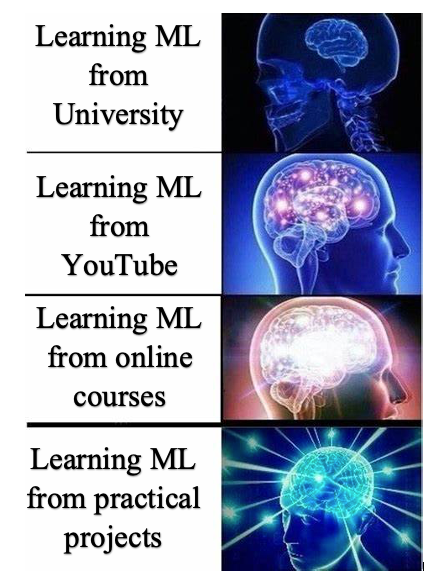 Learning ML
from
University
Learning ML
from
YouTube
Learning ML
from online
courses
Learning ML
from practical
projects